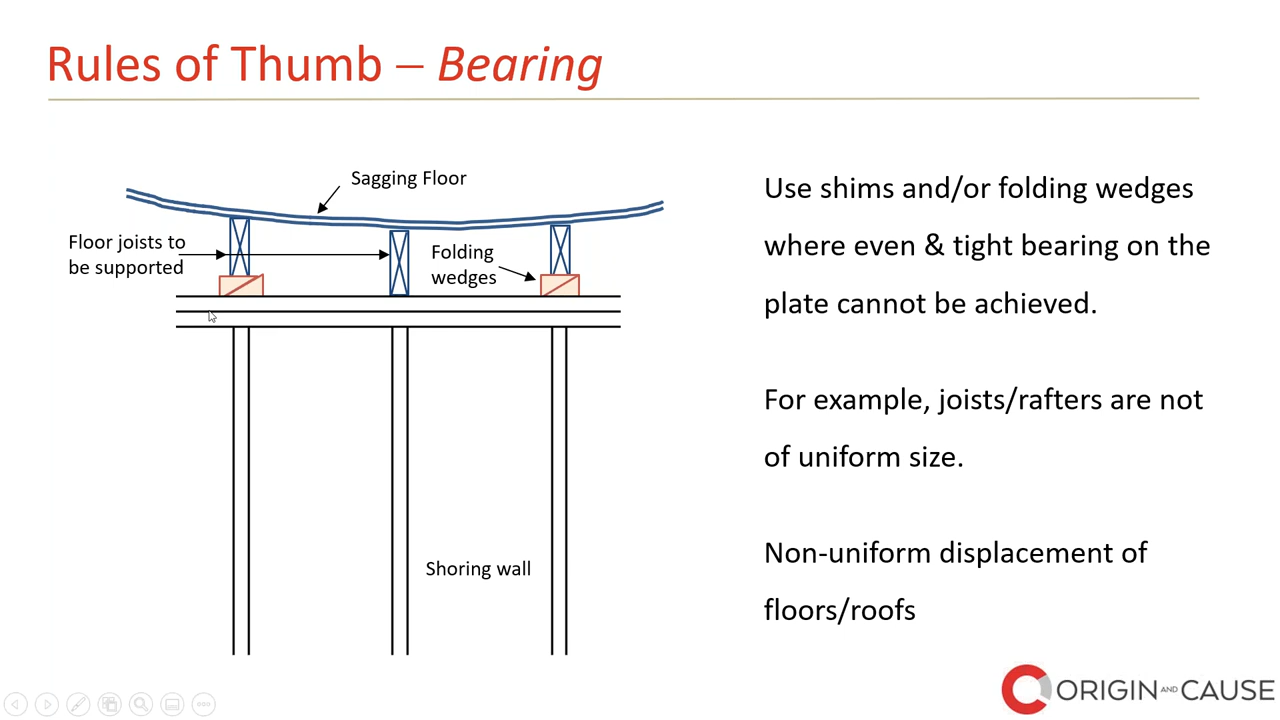 Rules of Thumb – Bearing
Sagging Floor
Floor joists to
be supported
Folding
wedges
Shoring wall
Use shims and/or folding wedges
where even & tight bearing on the
plate cannot be achieved.
For example, joists/rafters are not
of uniform size.
Non-uniform displacement of
floors/roofs
ORIGIN AND CAUSE